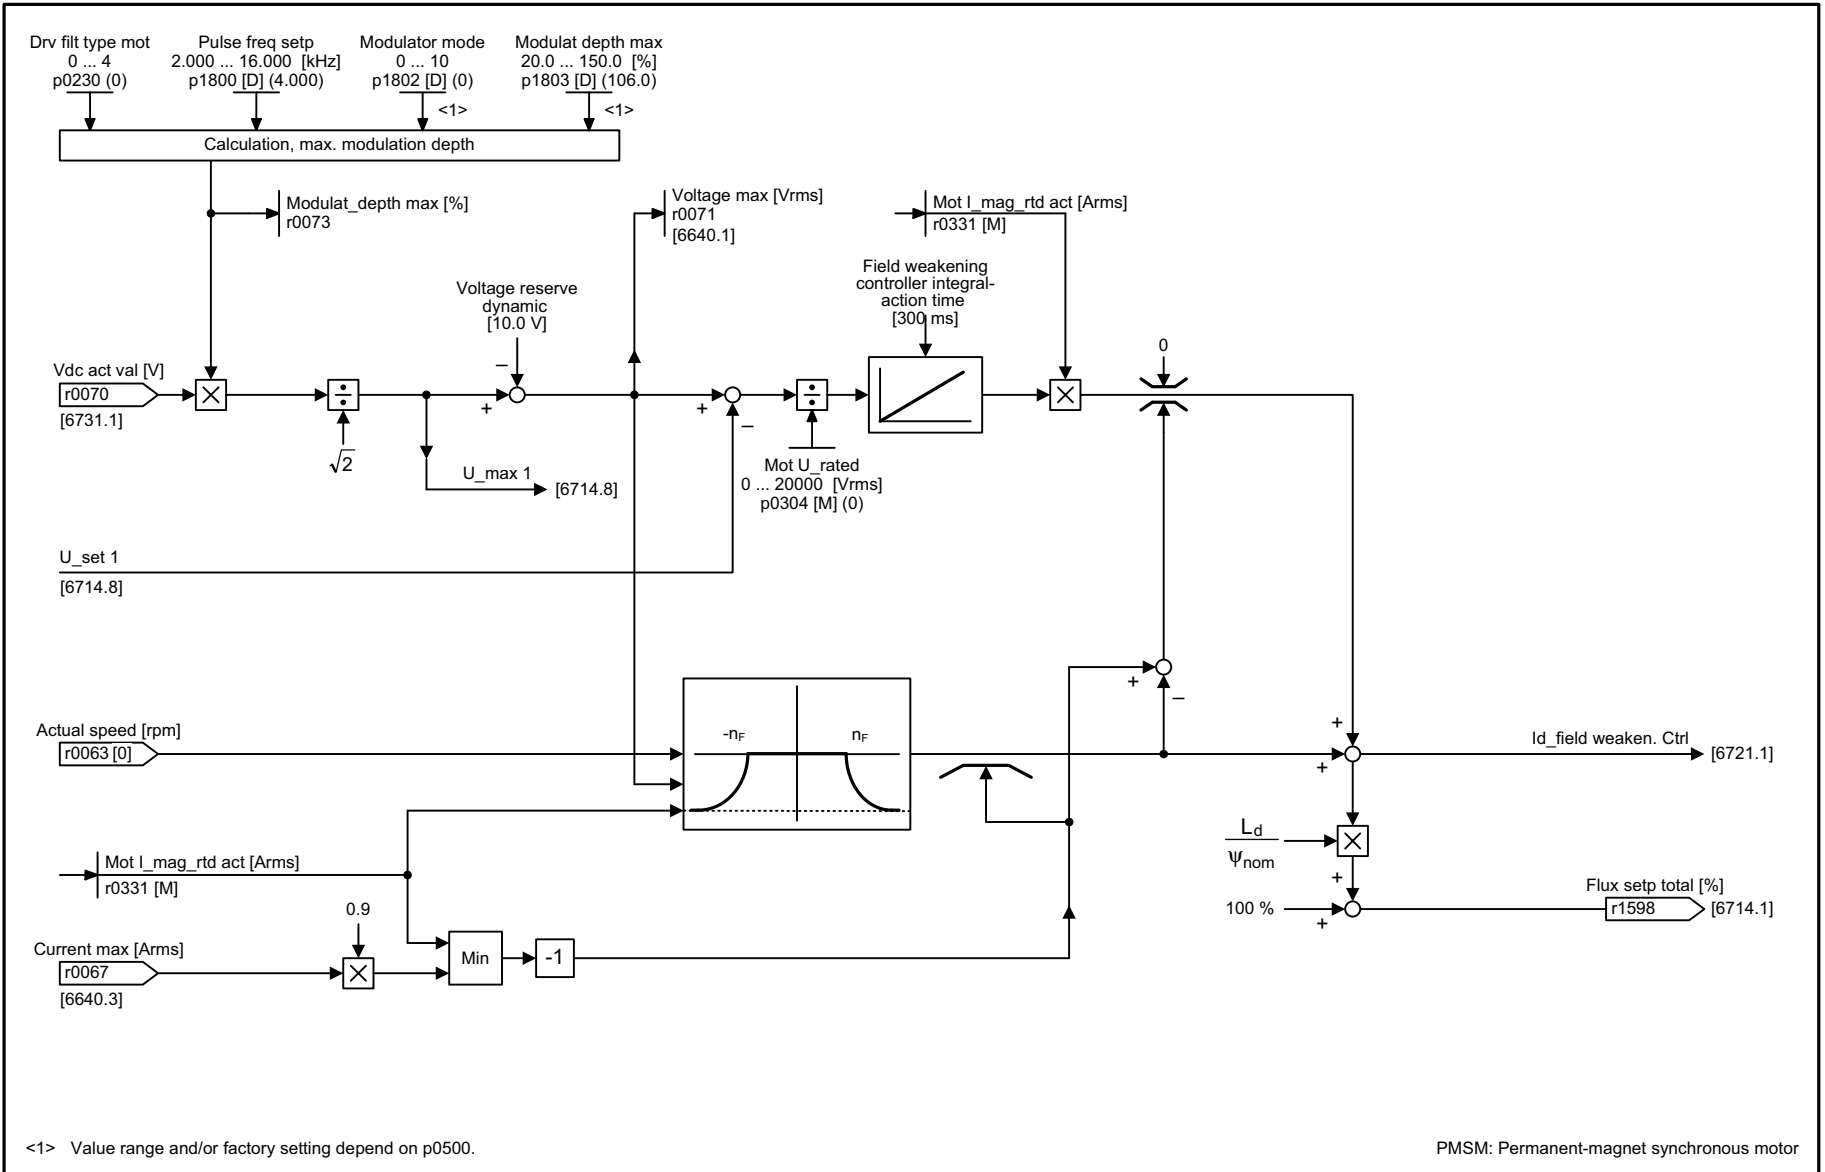 Drv filt type mot
0 ... 4
p0230 (0)
Pulse freq setp
2.000 ... 16.000 [kHz]
p1800 [D] (4.000)
Modulator mode
0 ... 10
p1802 [D] (0)
<1>
Modulat depth max
20.0 ... 150.0 [%]
p1803 [D] (106.0)
<1>
Calculation, max. modulation depth
Modulat_depth max [%]
r0073
Voltage max [Vrms]
r0071
[6640.1]
Mot I_mag_rtd act [Arms]
r0331 [M]
Field weakening
controller integral-
action time
[300 ms]
Voltage reserve
dynamic
[10.0 V]
0
Vdc act val [V]
r0070
[6731.1]
×
÷
√2
–
+
U_max 1
[6714.8]
+
–
÷
Mot U_rated
0 ... 20000 [Vrms]
p0304 [M] (0)
×
U_set 1
[6714.8]
+
–
Actual speed [rpm]
r0063 [0]
-nF
nF
+
+
Id_field weaken. Ctrl
[6721.1]
Ld
ψnom
×
Mot I_mag_rtd act [Arms]
r0331 [M]
+
Flux setp total [%]
100 %
+
r1598
[6714.1]
0.9
Current max [Arms]
r0067
[6640.3]
×
Min
-1
<1> Value range and/or factory setting depend on p0500.
PMSM: Permanent-magnet synchronous motor